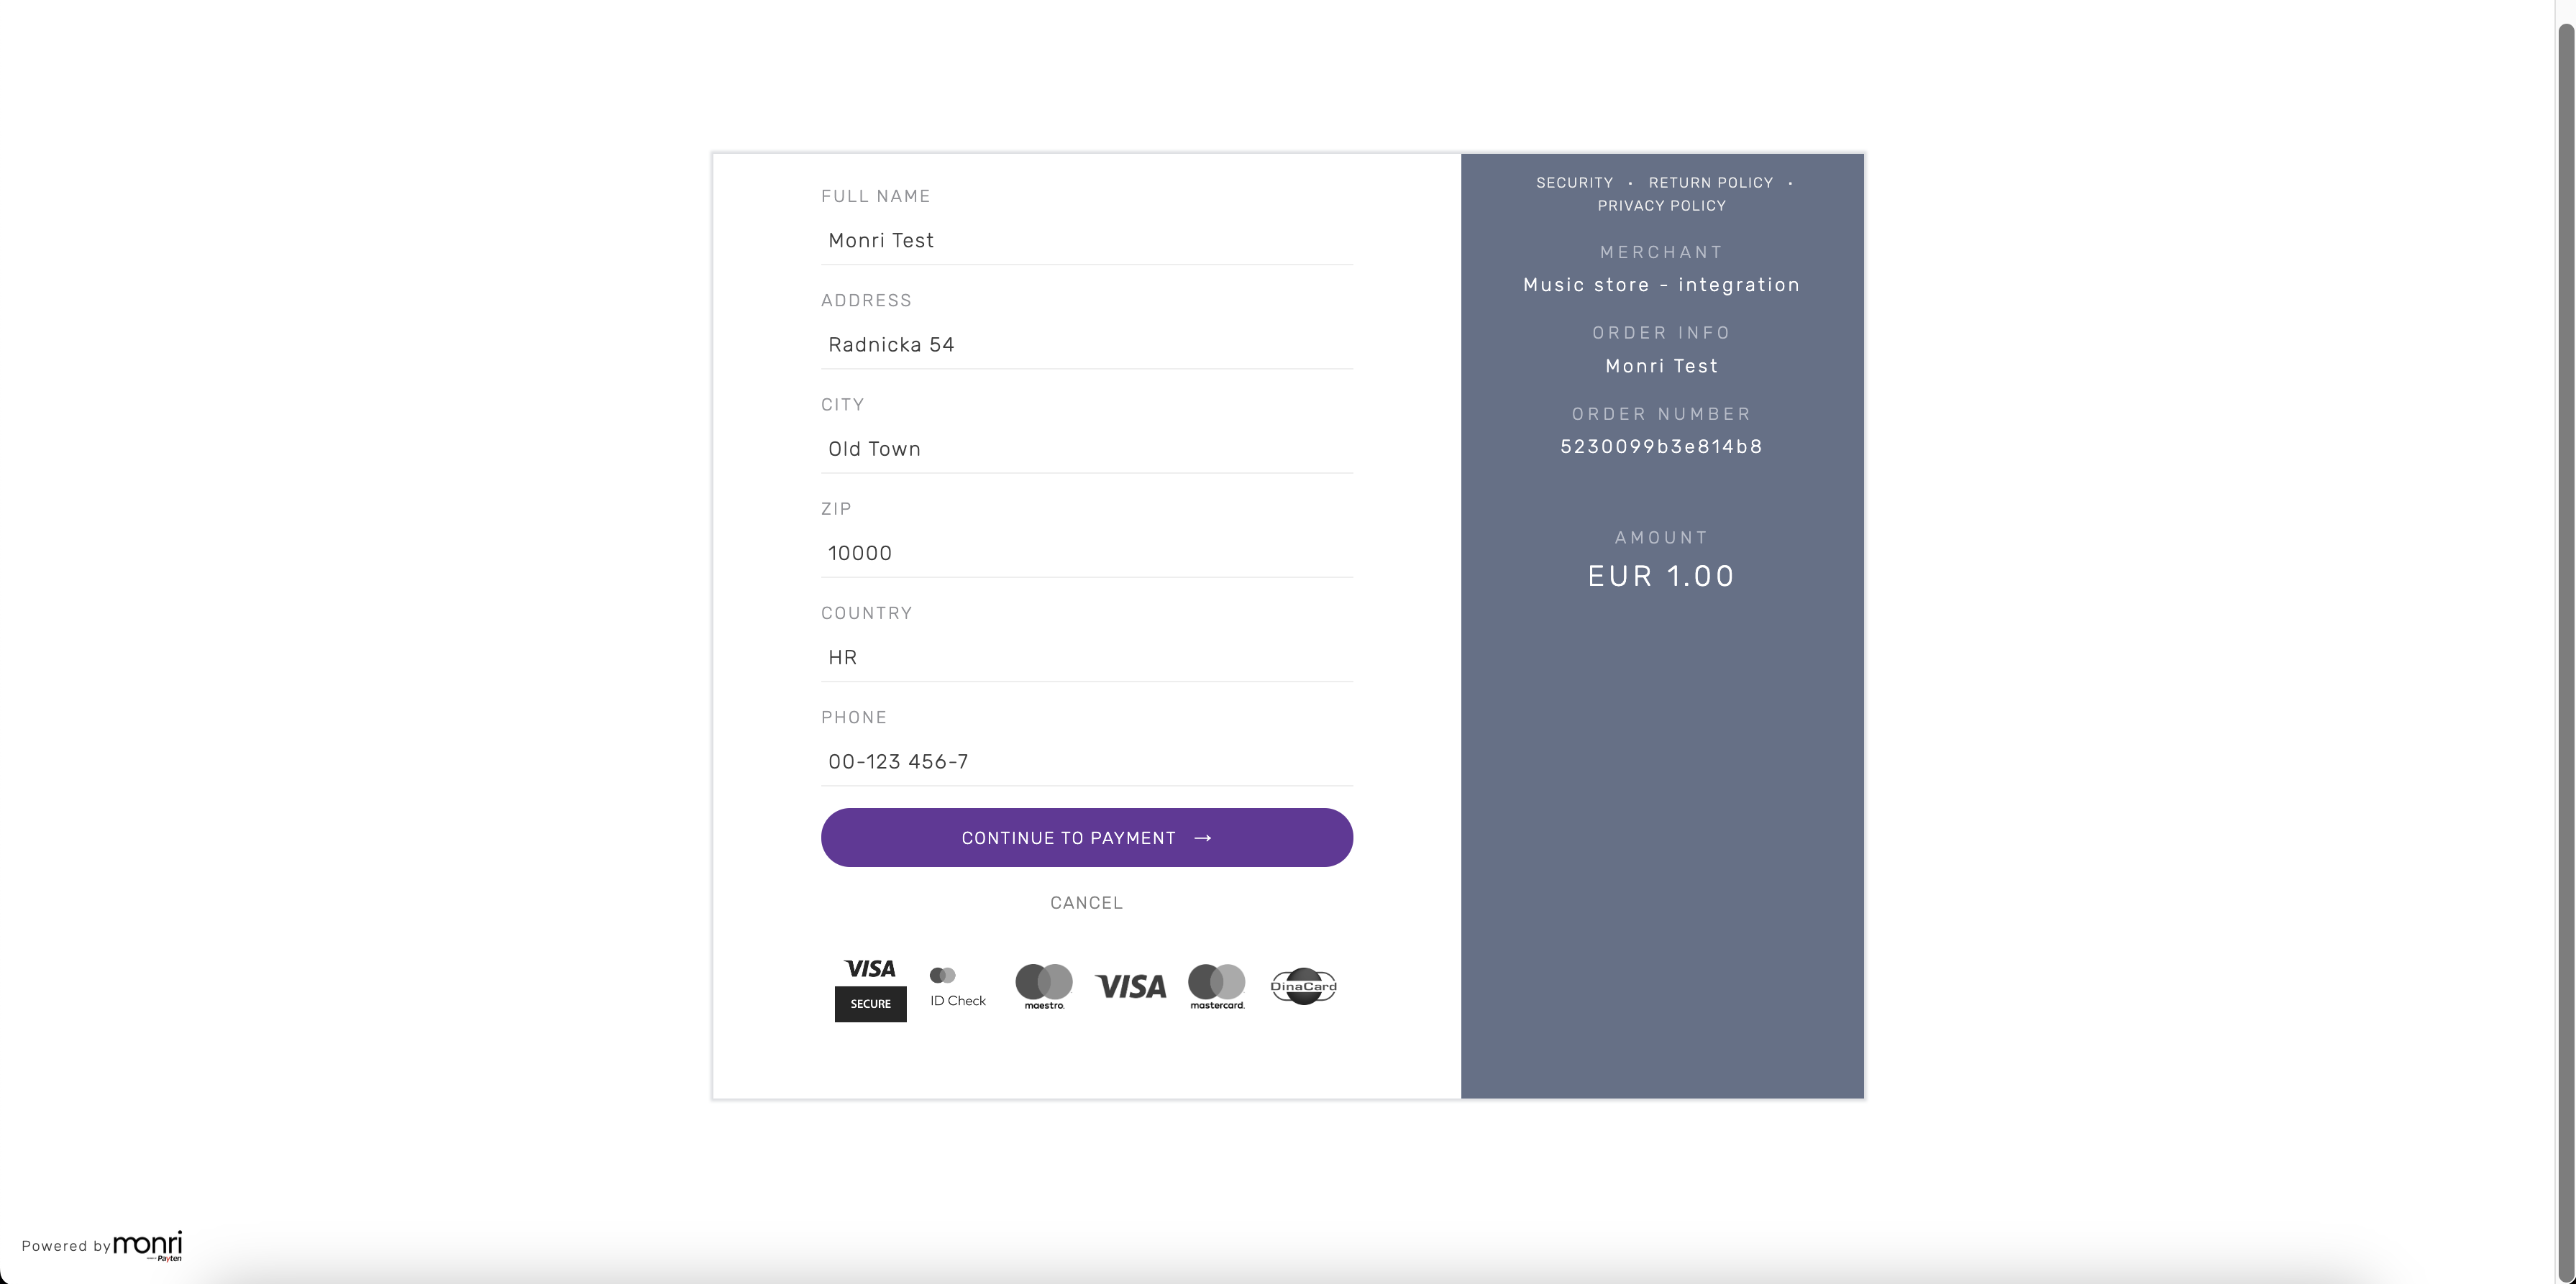 FULL NAME
Monri Test
ADDRESS
Radnicka 54
CITY
Old Town
ZIP
10000
COUNTRY
HR
PHONE
00-123 456-7
CONTINUE TO PAYMENT →
CANCEL
VISA
SECURE
ID Check
maestro.
VISA
mastercard.
DinaCard
SECURITY • RETURN POLICY •
PRIVACY POLICY
MERCHANT
Music store - integration
ORDER INFO
Monri Test
ORDER NUMBER
5230099b3e814b8
AMOUNT
EUR 1.00
Powered by monri
Payten